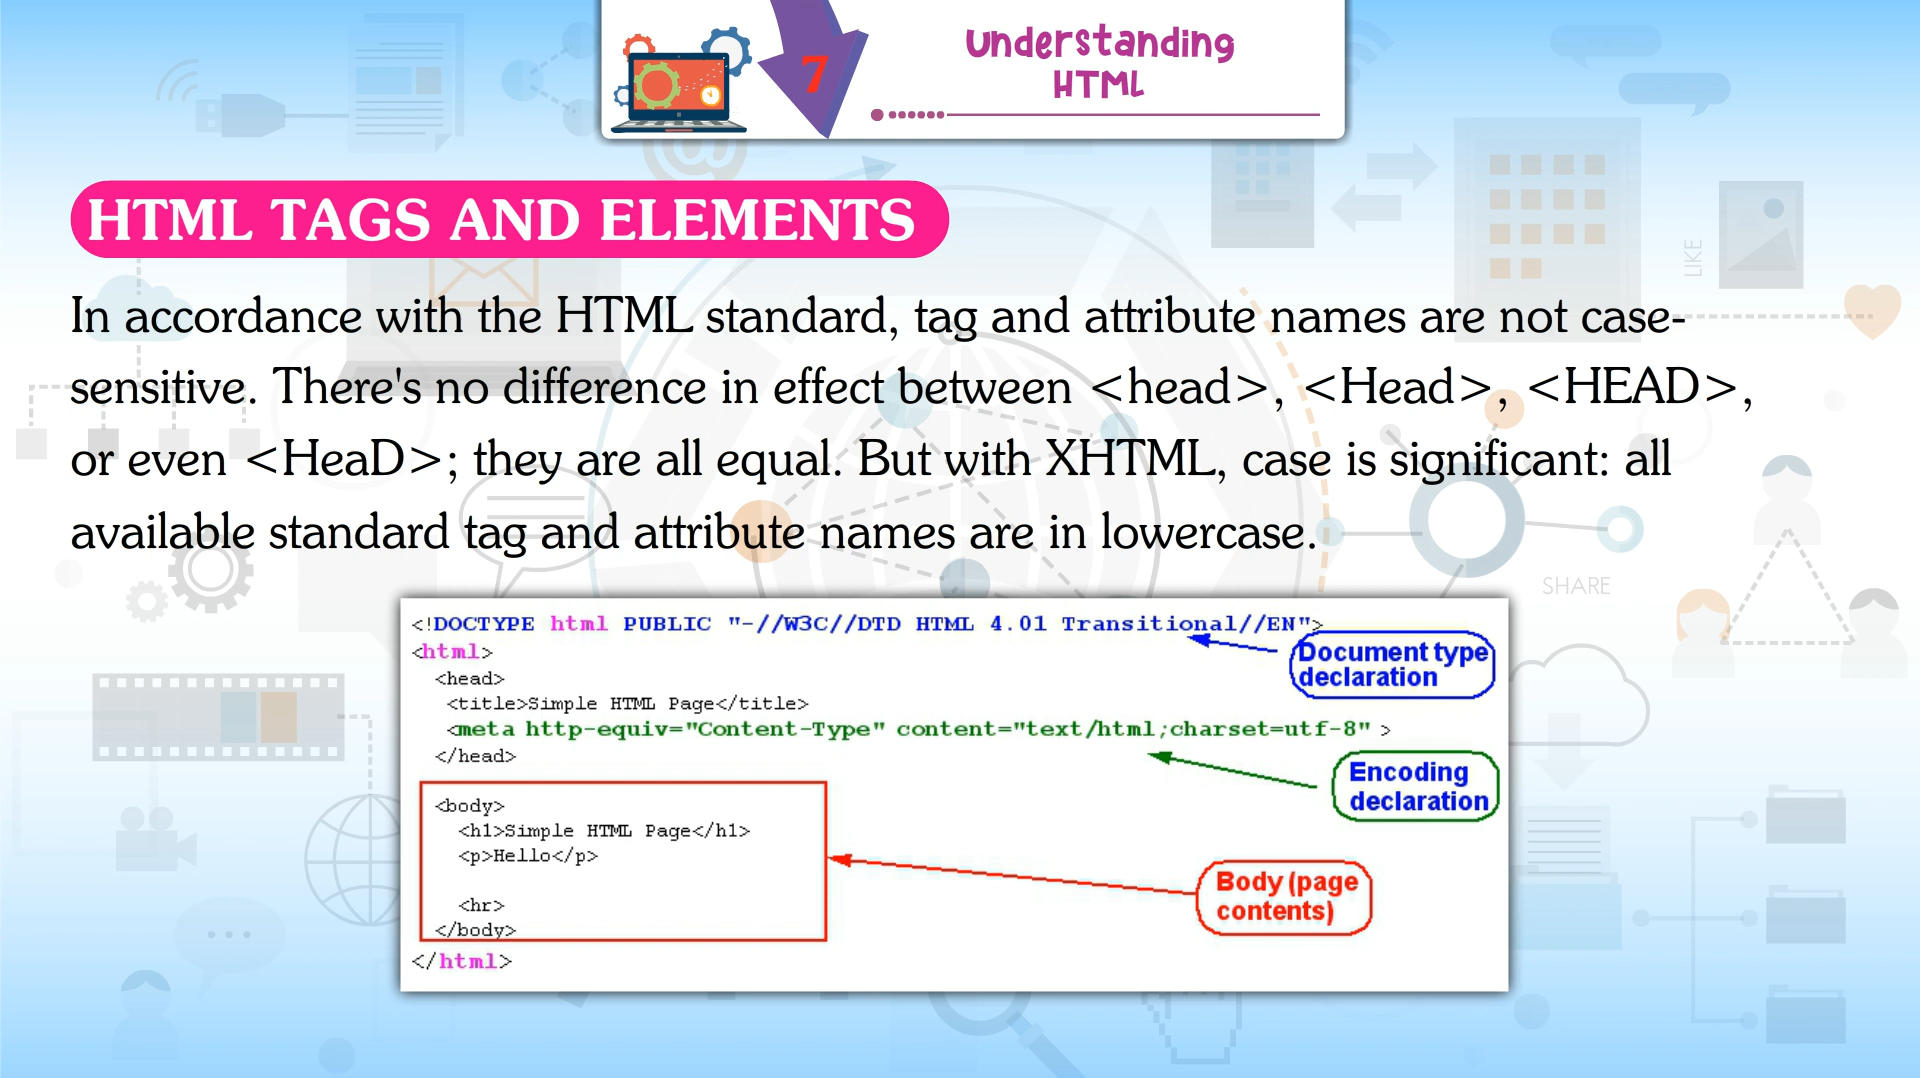 7
Understanding
HTML
HTML TAGS AND ELEMENTS
In accordance with the HTML standard, tag and attribute names are not case-
sensitive. There's no difference in effect between <head>, <Head>, <HEAD>,
or even <HeaD>; they are all equal. But with XHTML, case is significant: all
available standard tag and attribute names are in lowercase.
<!DOCTYPE html PUBLIC "-//W3C//DTD HTML 4.01 Transitional//EN">
<html>
<head>
<title>Simple HTML Page</title>
<meta http-equiv="Content-Type" content="text/html;charset=utf-8" >
</head>
<body>
<h1>Simple HTML Page</h1>
<p>Hello</p>
<hr>
</body>
</html>
Document type
declaration
Encoding
declaration
Body (page
contents)
LIKE
SHARE
@